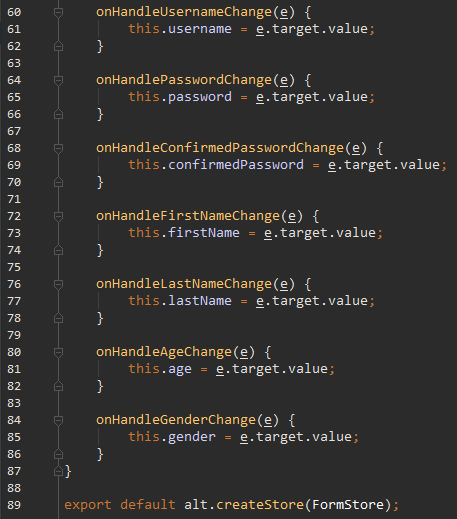 60 onHandleUsernameChange(e) {
61 this.username = e.target.value;
62 }
63
64 onHandlePasswordChange(e) {
65 this.password = e.target.value;
66 }
67
68 onHandleConfirmedPasswordChange(e) {
69 this.confirmedPassword = e.target.value;
70 }
71
72 onHandleFirstNameChange(e) {
73 this.firstName = e.target.value;
74 }
75
76 onHandleLastNameChange(e) {
77 this.lastName = e.target.value;
78 }
79
80 onHandleAgeChange(e) {
81 this.age = e.target.value;
82 }
83
84 onHandleGenderChange(e) {
85 this.gender = e.target.value;
86 }
87 }
88
89 export default alt.createStore(FormStore);